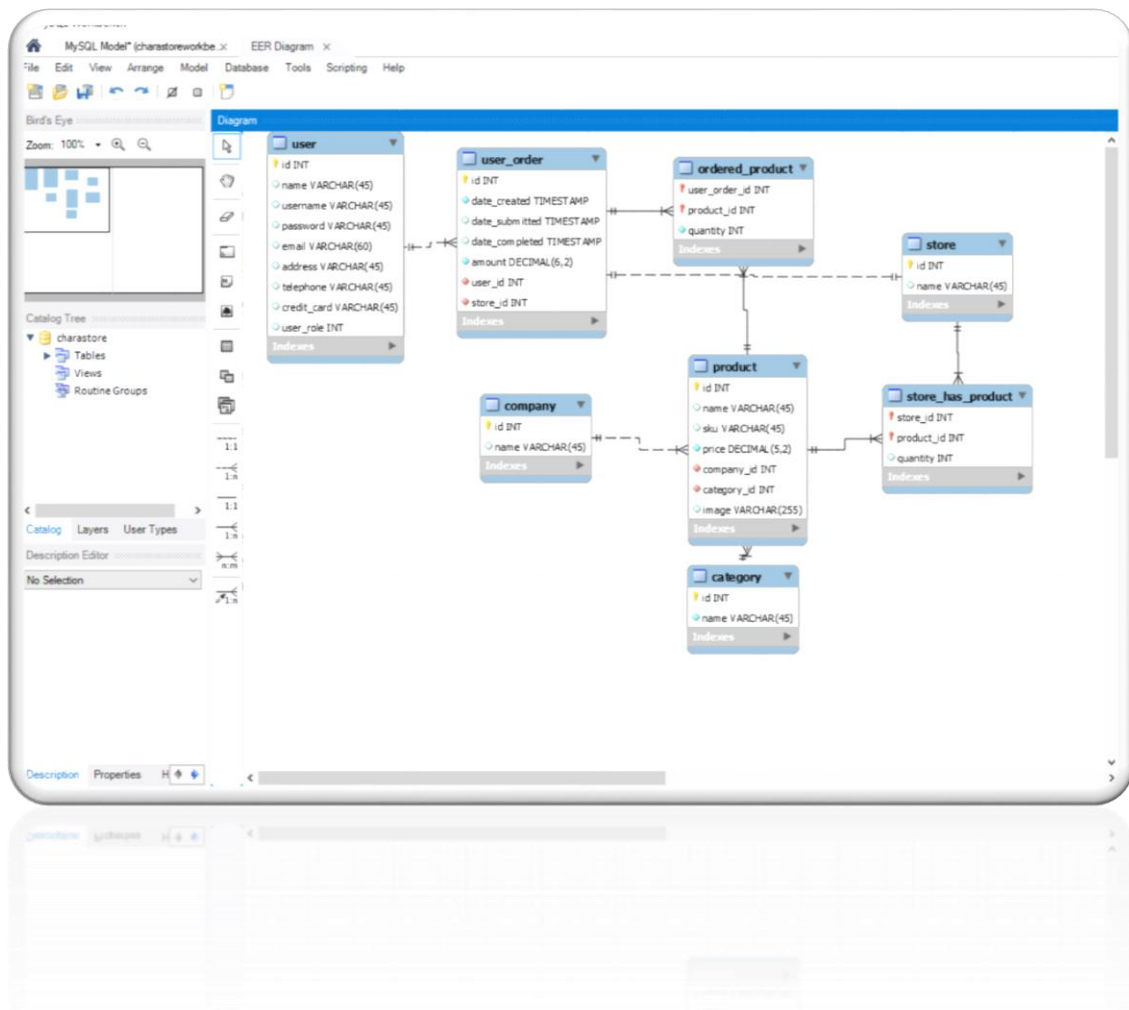 MySQL Model* (charastoreworkbe.. × EER Diagram ×
File Edit View Arrange Model Database Tools Scripting Help
Bird's Eye
Zoom: 100%
Catalog Tree
charastore
Tables
Views
Routine Groups
Catalog Layers User Types
Description Editor
No Selection
Description Properties H
1:1
1:n
1:1
1:n
n:m
1:n
Diagram
user
id INT
name VARCHAR(45)
username VARCHAR(45)
password VARCHAR(45)
email VARCHAR(60)
address VARCHAR(45)
telephone VARCHAR(45)
credit_card VARCHAR(45)
user_role INT
Indexes
user_order
id INT
date_created TIMESTAMP
date_submitted TIMESTAMP
date_completed TIMESTAMP
amount DECIMAL(6,2)
user_id INT
store_id INT
Indexes
ordered_product
user_order_id INT
product_id INT
quantity INT
Indexes
store
id INT
name VARCHAR(45)
Indexes
company
id INT
name VARCHAR(45)
Indexes
product
id INT
name VARCHAR(45)
sku VARCHAR(45)
price DECIMAL(5,2)
company_id INT
category_id INT
image VARCHAR(255)
Indexes
store_has_product
store_id INT
product_id INT
quantity INT
Indexes
category
id INT
name VARCHAR(45)
Indexes